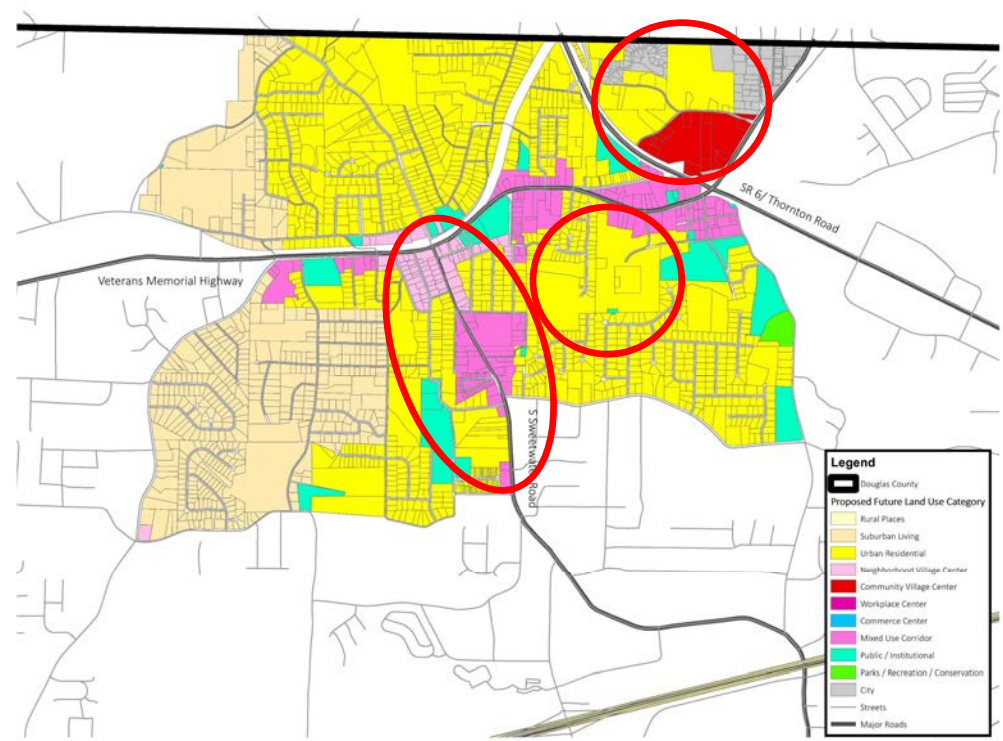 SR 6/ Thornton Road
Veterans Memorial Highway
S Sweetwater Road
Legend
Douglas County
Proposed Future Land Use Category
Rural Places
Suburban Living
Urban Residential
Neighborhood Village Center
Community Village Center
Workplace Center
Commerce Center
Mixed Use Corridor
Public / Institutional
Parks / Recreation / Conservation
City
Streets
Major Roads